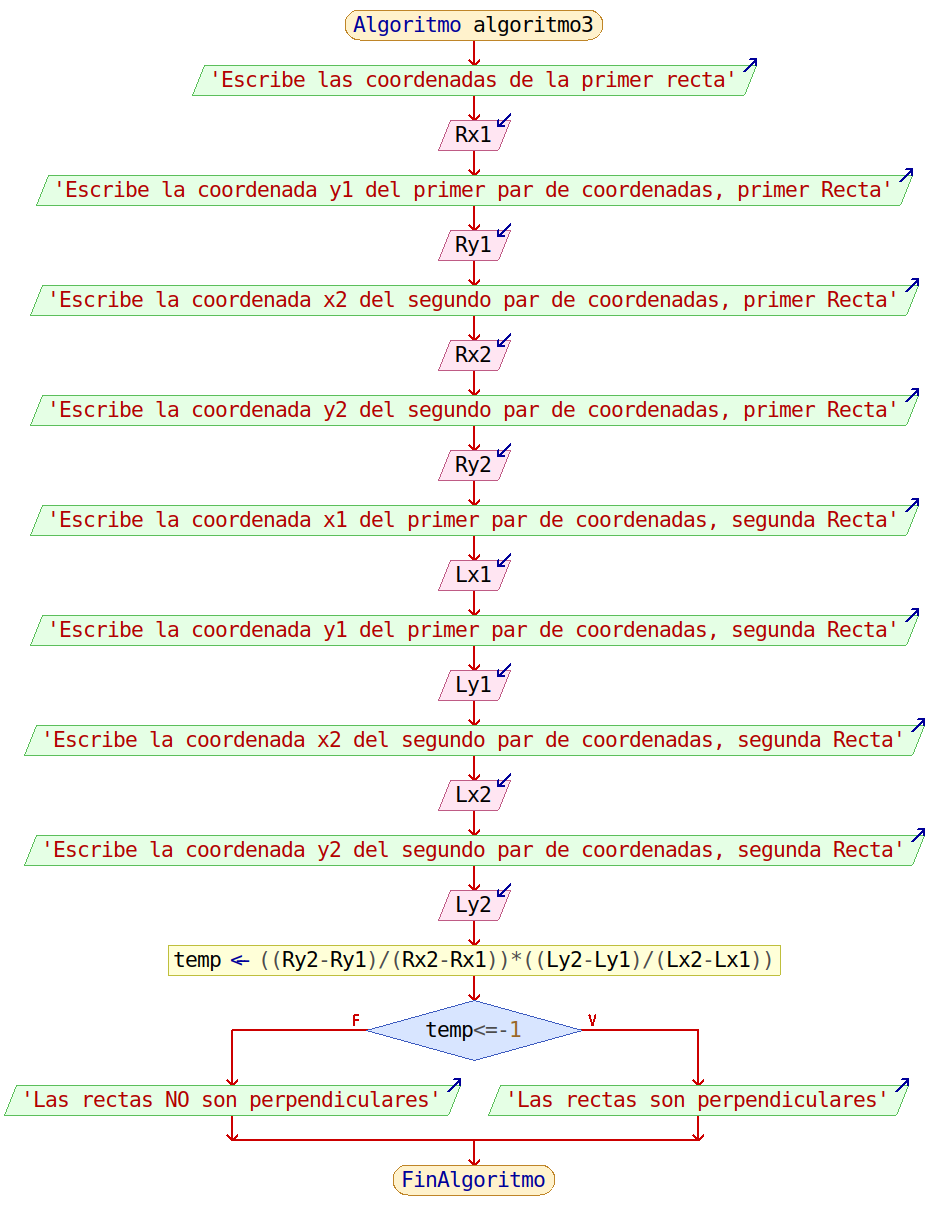 Algoritmo algoritmo3
'Escribe las coordenadas de la primer recta'
Rx1
'Escribe la coordenada y1 del primer par de coordenadas, primer Recta'
Ry1
'Escribe la coordenada x2 del segundo par de coordenadas, primer Recta'
Rx2
'Escribe la coordenada y2 del segundo par de coordenadas, primer Recta'
Ry2
'Escribe la coordenada x1 del primer par de coordenadas, segunda Recta'
Lx1
'Escribe la coordenada y1 del primer par de coordenadas, segunda Recta'
Ly1
'Escribe la coordenada x2 del segundo par de coordenadas, segunda Recta'
Lx2
'Escribe la coordenada y2 del segundo par de coordenadas, segunda Recta'
Ly2
temp <- ((Ry2-Ry1)/(Rx2-Rx1))*((Ly2-Ly1)/(Lx2-Lx1))
F V
temp<=-1
'Las rectas NO son perpendiculares' 'Las rectas son perpendiculares'
FinAlgoritmo